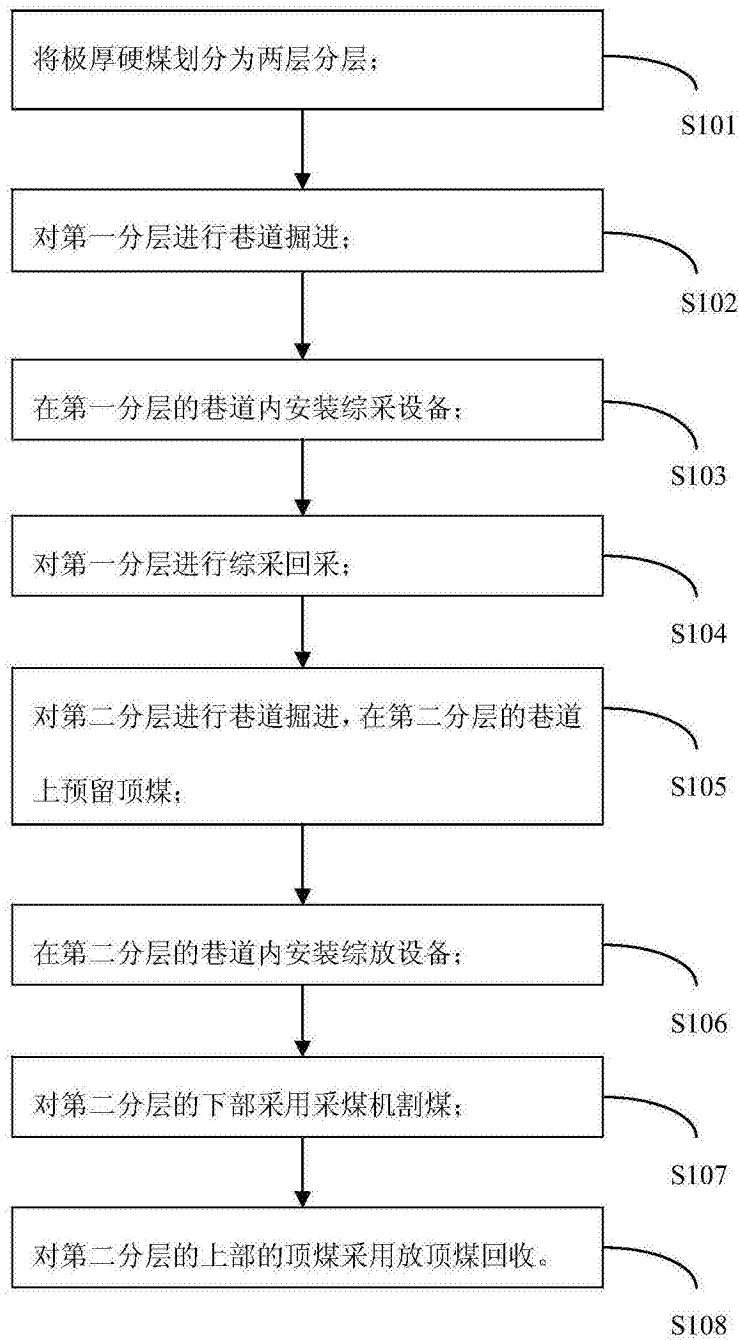 将极厚硬煤划分为两层分层；
S101
对第一分层进行巷道掘进；
S102
在第一分层的巷道内安装综采设备；
S103
对第一分层进行综采回采；
S104
对第二分层进行巷道掘进，在第二分层的巷道
上预留顶煤；
S105
在第二分层的巷道内安装综放设备；
S106
对第二分层的下部采用采煤机割煤；
S107
对第二分层的上部的顶煤采用放顶煤回收。
S108